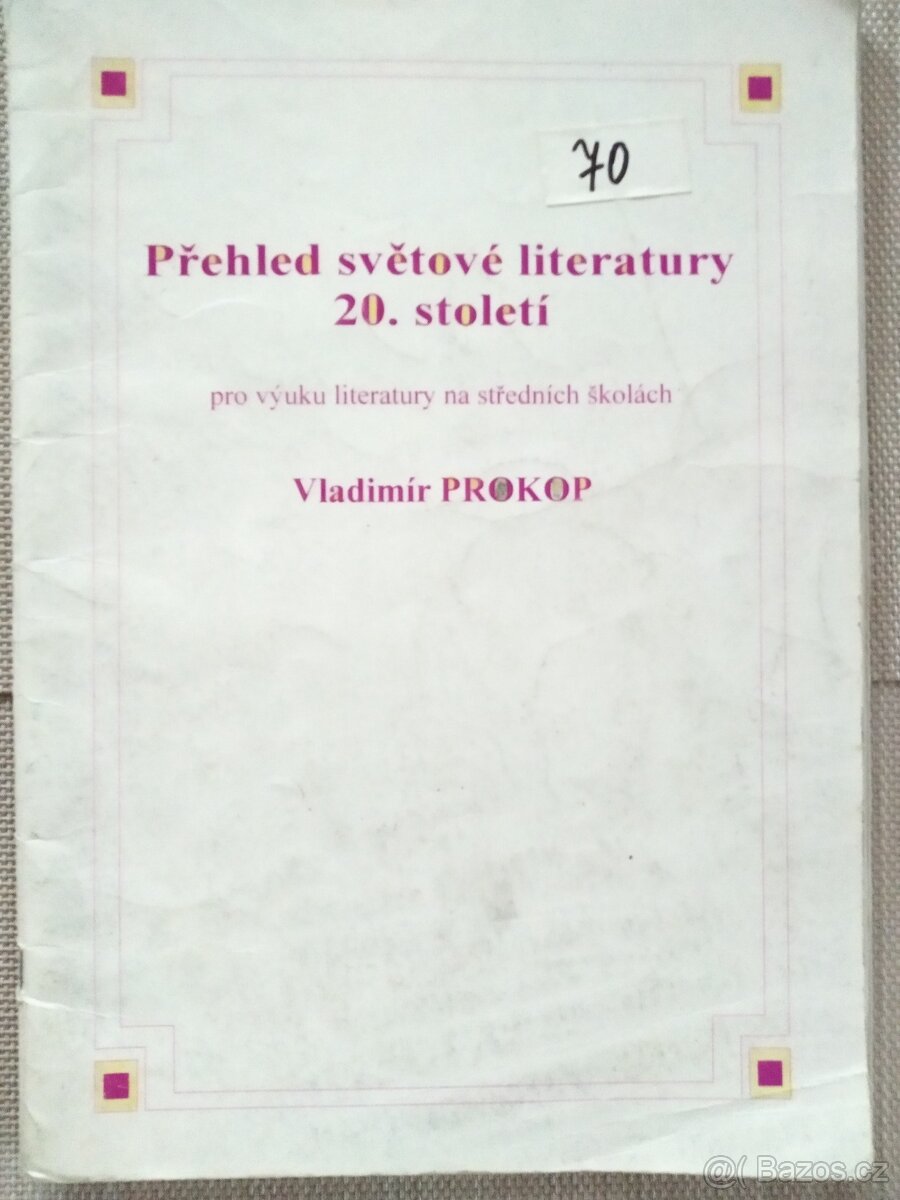 70
Přehled světové literatury
20. století
pro výuku literatury na středních školách
Vladimír PROKOP
@( Bazos.cz